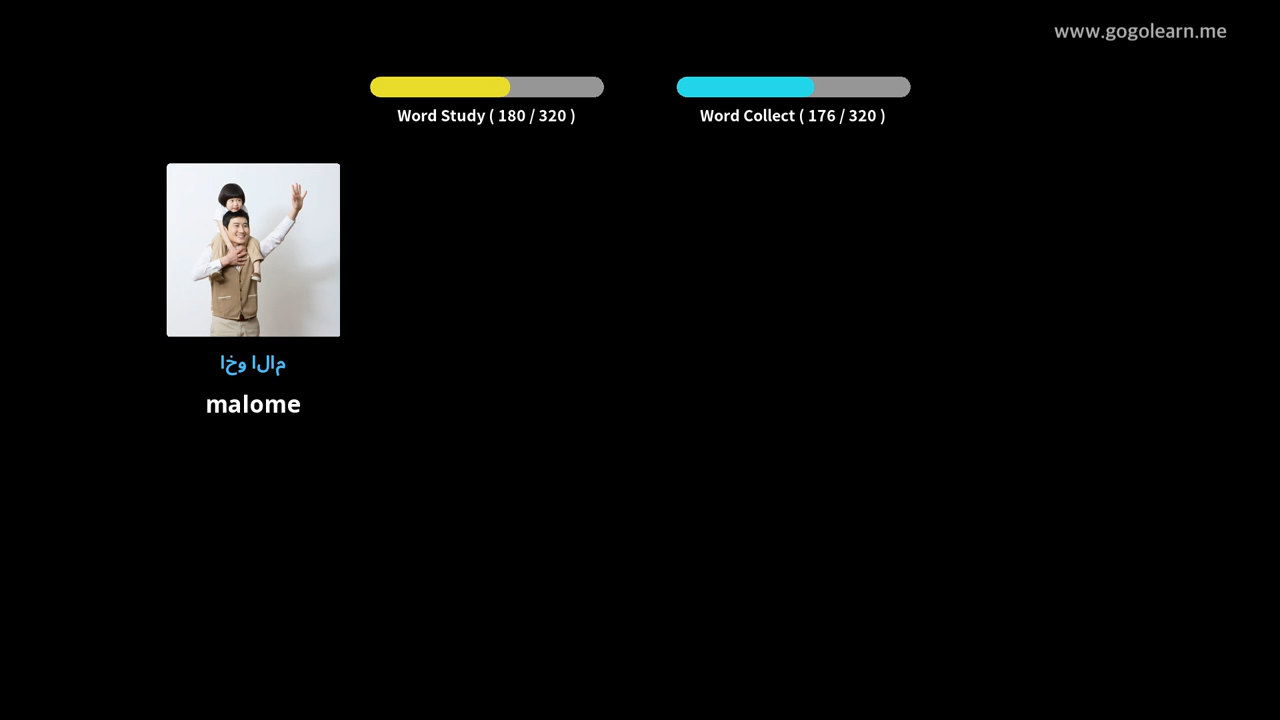 www.gogolearn.me
Word Study ( 180 / 320 )
Word Collect ( 176 / 320 )
اخو الام
malome